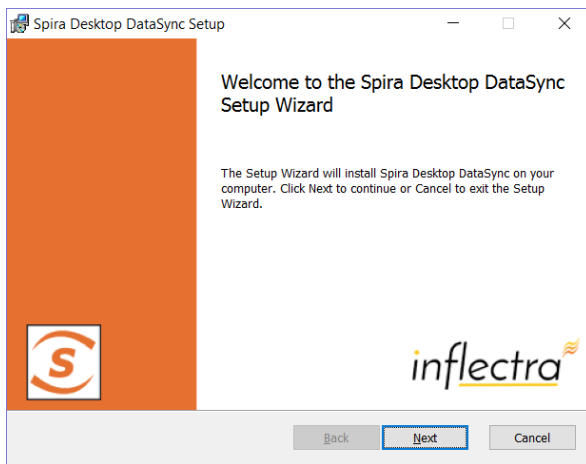 Spira Desktop DataSync Setup
Welcome to the Spira Desktop DataSync
Setup Wizard
The Setup Wizard will install Spira Desktop DataSync on your
computer. Click Next to continue or Cancel to exit the Setup
Wizard.
S
inflectra
Back Next Cancel